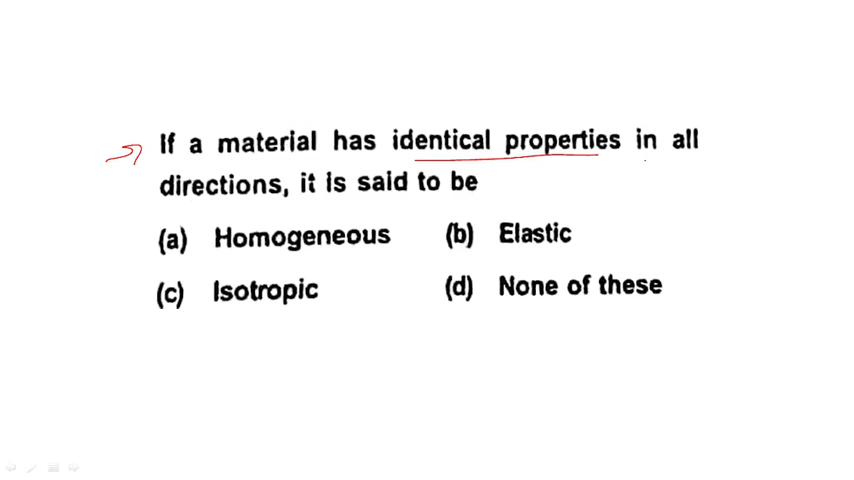 If a material has identical properties in all
directions, it is said to be
(a) Homogeneous (b) Elastic
(c) Isotropic (d) None of these